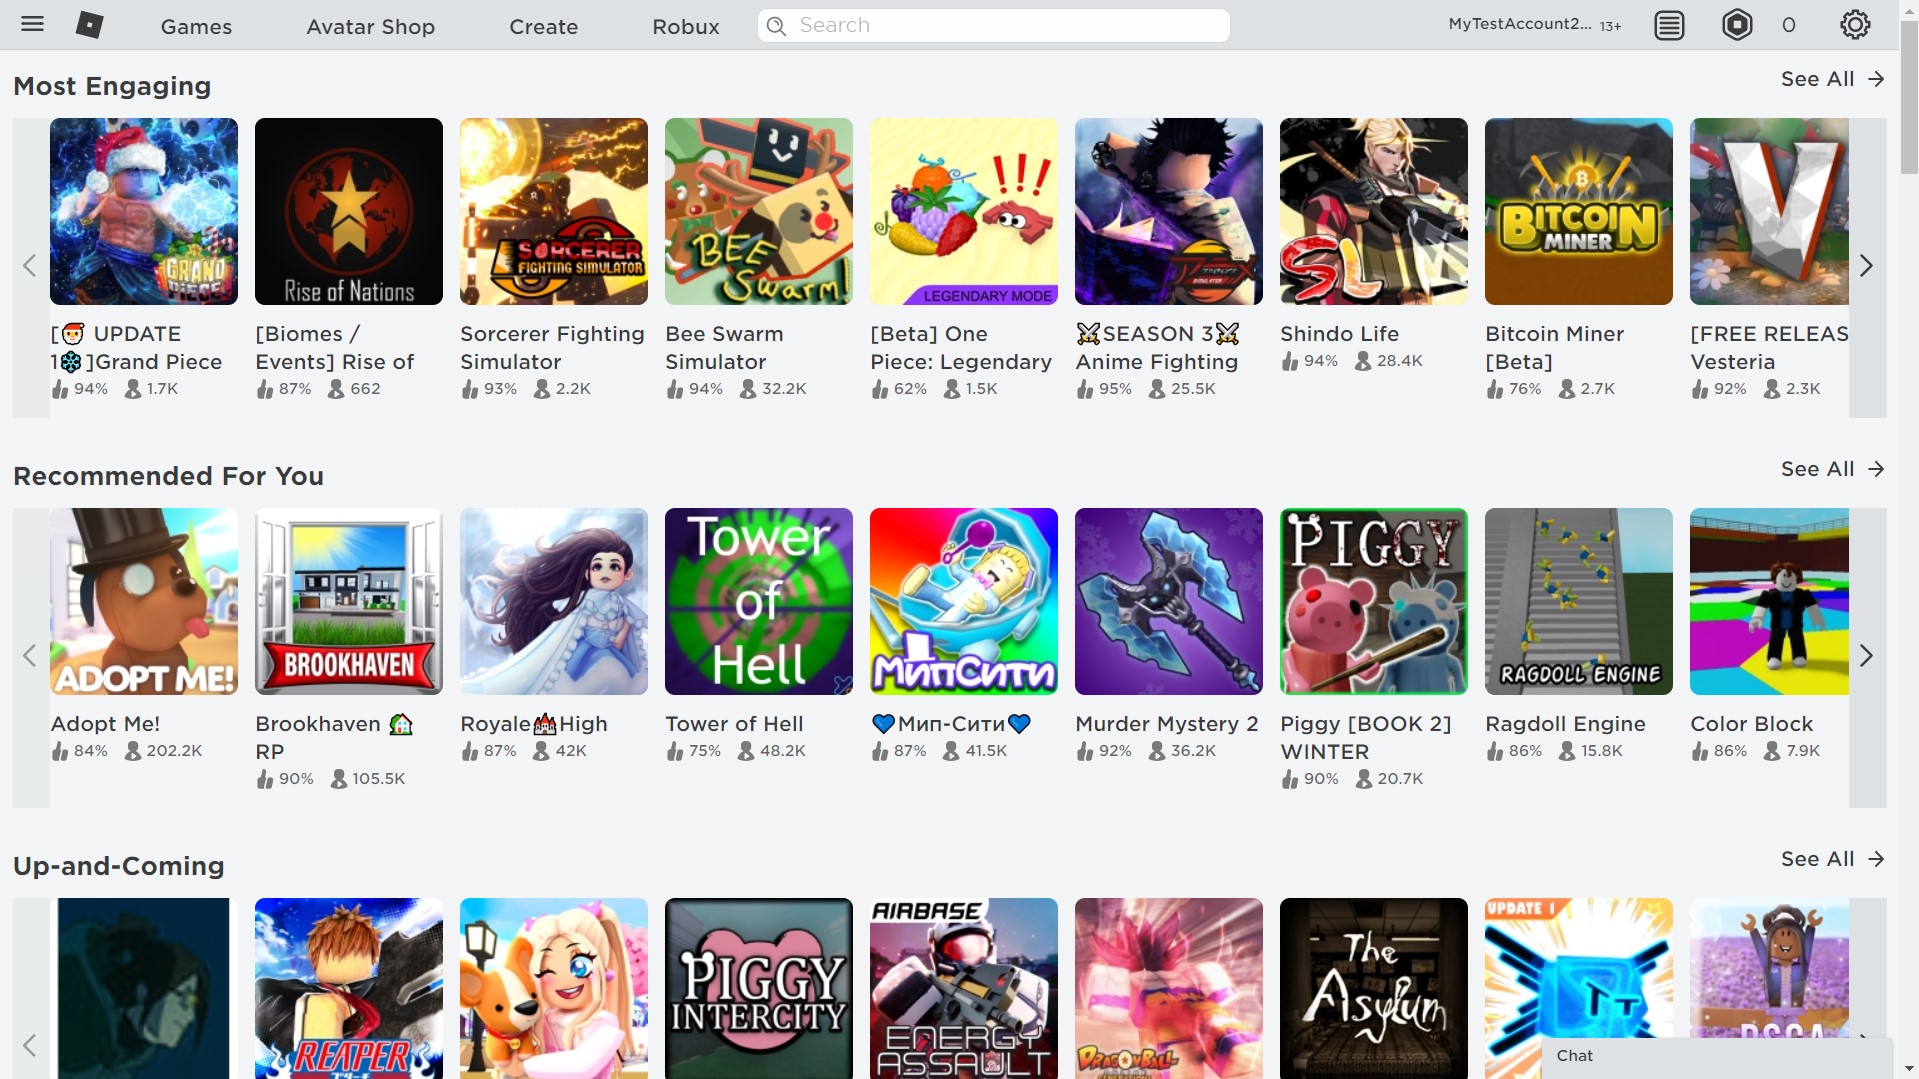 Games Avatar Shop Create Robux Search MyTestAccount2... 13+ 0
Most Engaging See All
GRAND PIECE
Rise of Nations
SORCERER FIGHTING SIMULATOR
BEE Swarm!
!!! LEGENDARY MODE
SL
BITCOIN MINER
V
[🎅 UPDATE 1❄️]Grand Piece
94% 1.7K
[Biomes / Events] Rise of
87% 662
Sorcerer Fighting Simulator
93% 2.2K
Bee Swarm Simulator
94% 32.2K
[Beta] One Piece: Legendary
62% 1.5K
⚔️SEASON 3⚔️ Anime Fighting
95% 25.5K
Shindo Life
94% 28.4K
Bitcoin Miner [Beta]
76% 2.7K
[FREE RELEAS Vesteria
92% 2.3K
Recommended For You See All
ADOPT ME!
BROOKHAVEN
Tower of Hell
МипСити
PIGGY
RAGDOLL ENGINE
Adopt Me!
84% 202.2K
Brookhaven 🏡 RP
90% 105.5K
Royale🏰High
87% 42K
Tower of Hell
75% 48.2K
💙Мип-Сити💙
87% 41.5K
Murder Mystery 2
92% 36.2K
Piggy [BOOK 2] WINTER
90% 20.7K
Ragdoll Engine
86% 15.8K
Color Block
86% 7.9K
Up-and-Coming See All
REAPER
PIGGY INTERCITY
AIRBASE ENERGY ASSAULT
DRAGON BALL
The Asylum
UPDATE 1
Chat